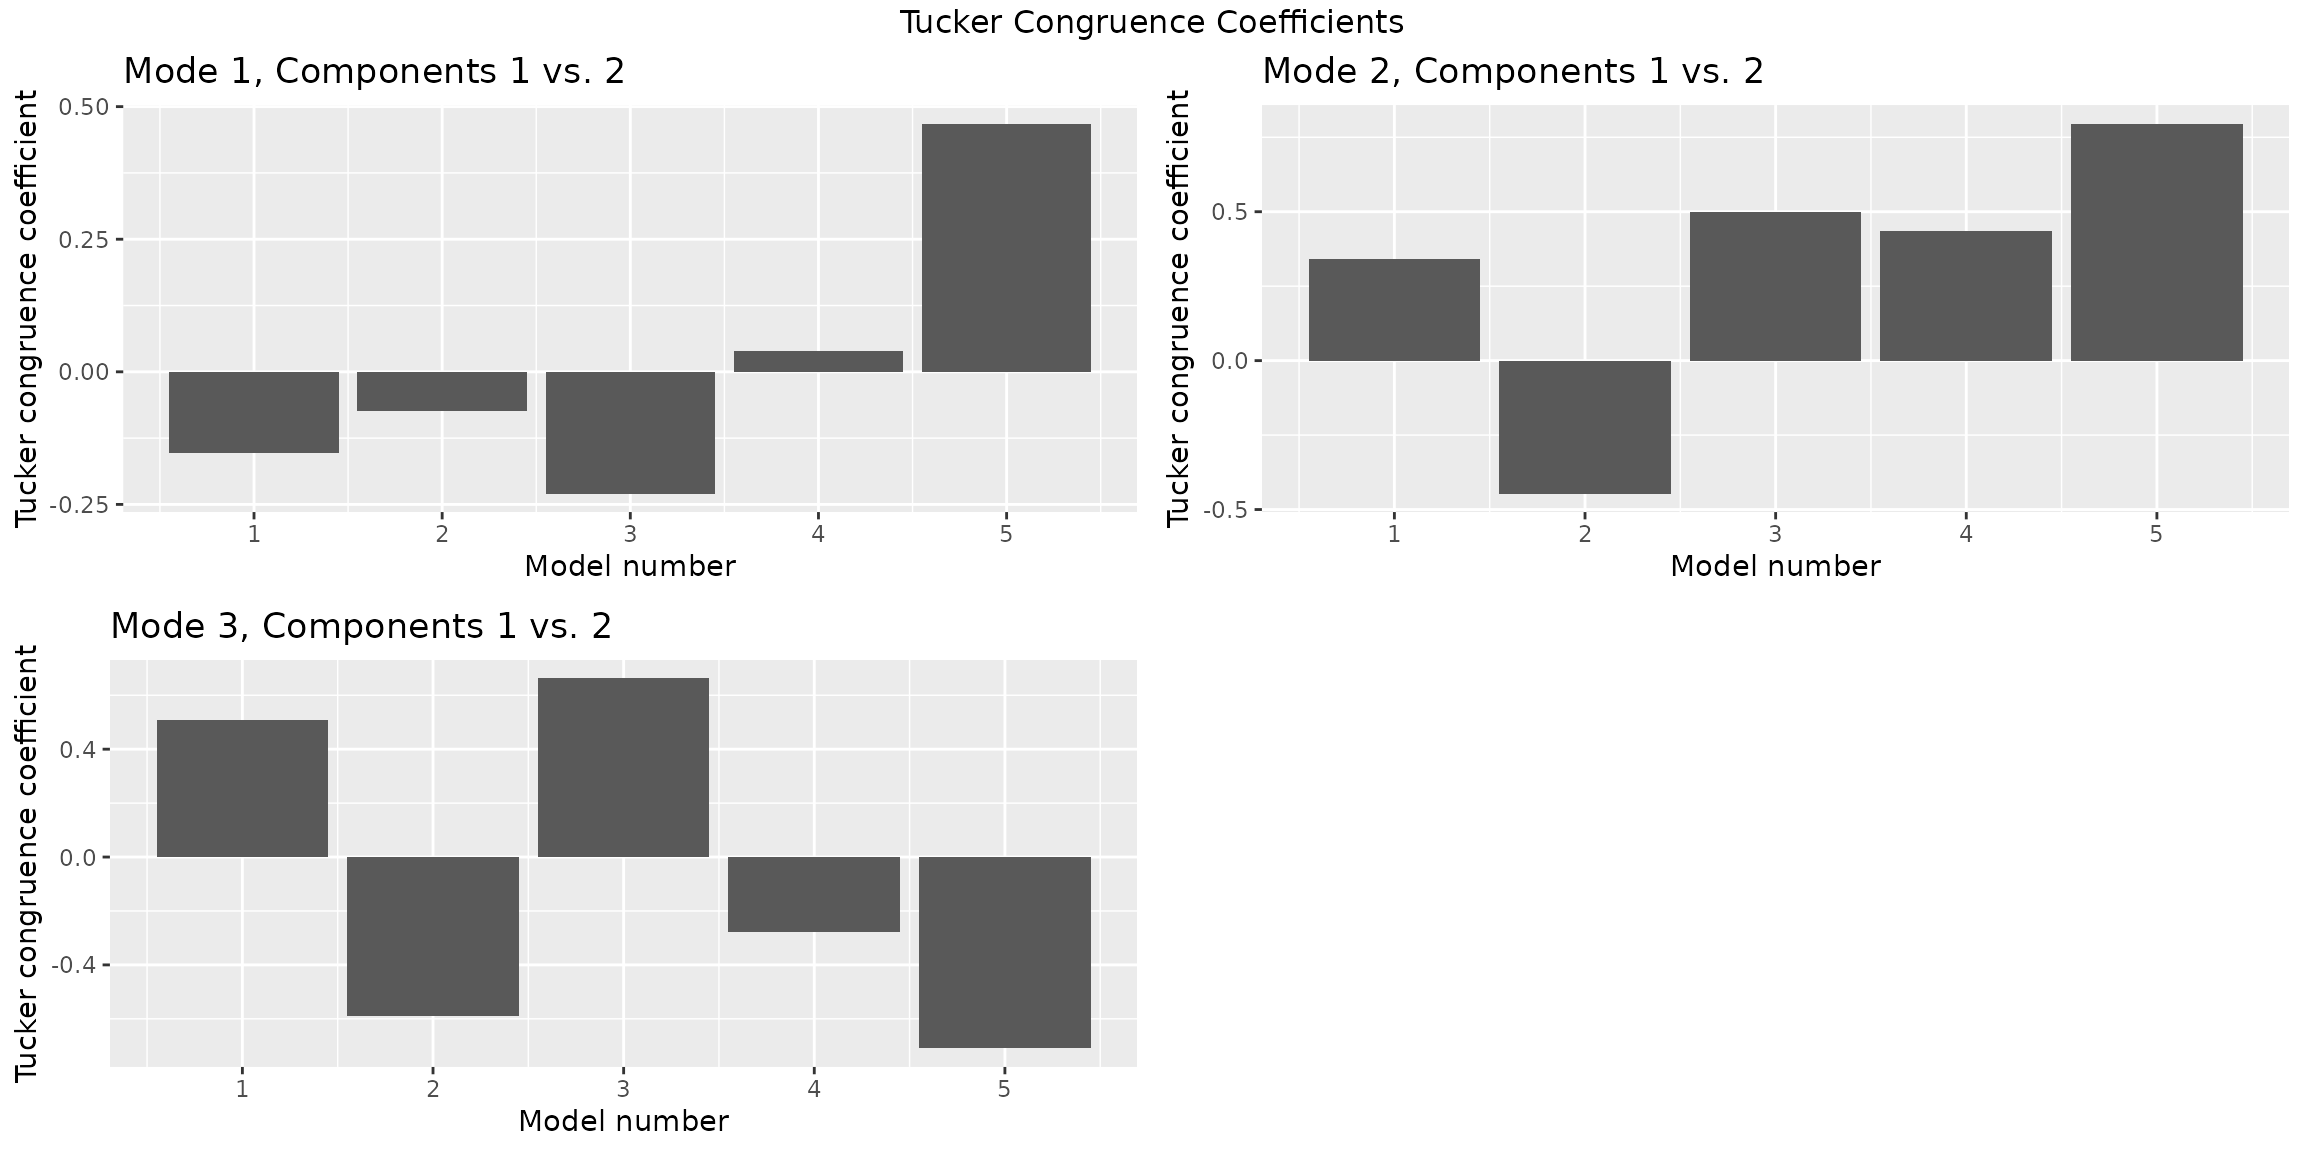 Tucker Congruence Coefficients
Mode 1, Components 1 vs. 2
Tucker congruence coefficient
0.50
0.25
0.00
-0.25
1 2 3 4 5
Model number
Mode 2, Components 1 vs. 2
Tucker congruence coefficient
0.5
0.0
-0.5
1 2 3 4 5
Model number
Mode 3, Components 1 vs. 2
Tucker congruence coefficient
0.4
0.0
-0.4
1 2 3 4 5
Model number